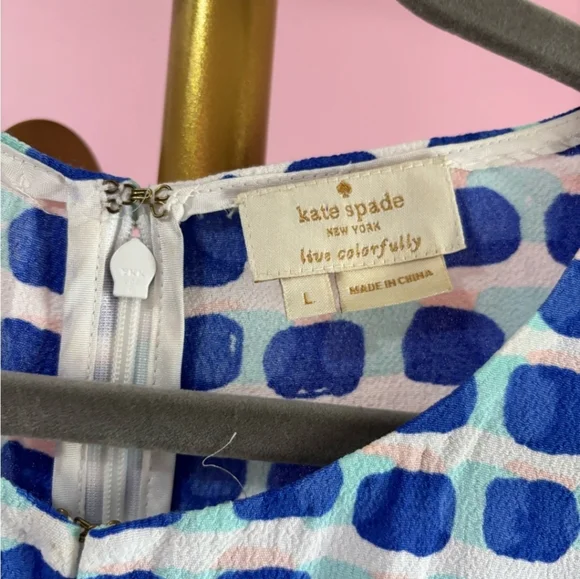 kate spade
NEW YORK
live colorfully
L
MADE IN CHINA